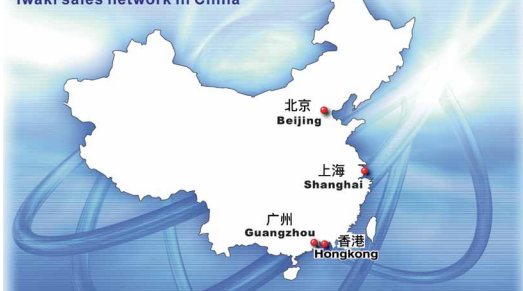 Iwaki sales network in China
北京
Beijing
上海
Shanghai
广州
Guangzhou
香港
Hongkong